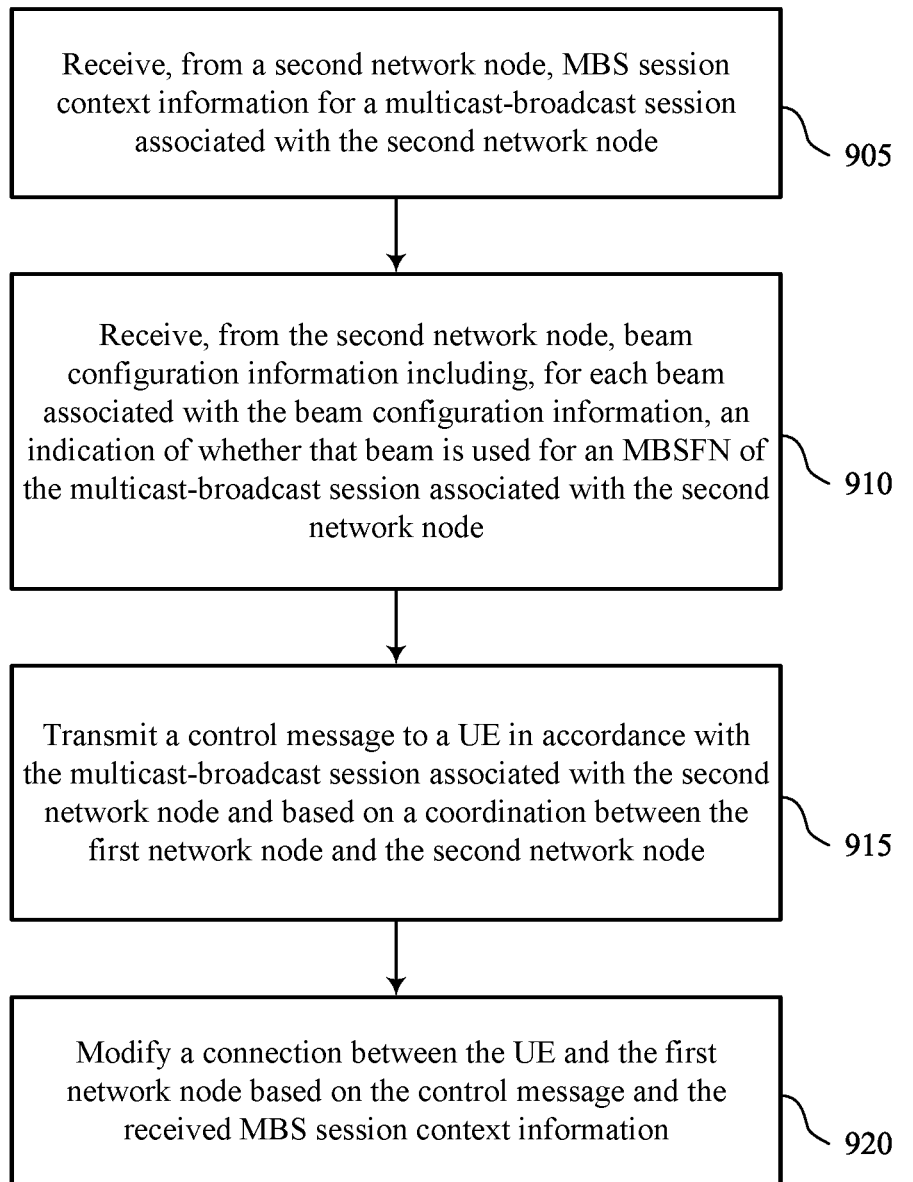 Receive, from a second network node, MBS session
context information for a multicast-broadcast session
associated with the second network node
905
Receive, from the second network node, beam
configuration information including, for each beam
associated with the beam configuration information, an
indication of whether that beam is used for an MBSFN of
the multicast-broadcast session associated with the second
network node
910
Transmit a control message to a UE in accordance with
the multicast-broadcast session associated with the second
network node and based on a coordination between the
first network node and the second network node
915
Modify a connection between the UE and the first
network node based on the control message and the
received MBS session context information
920